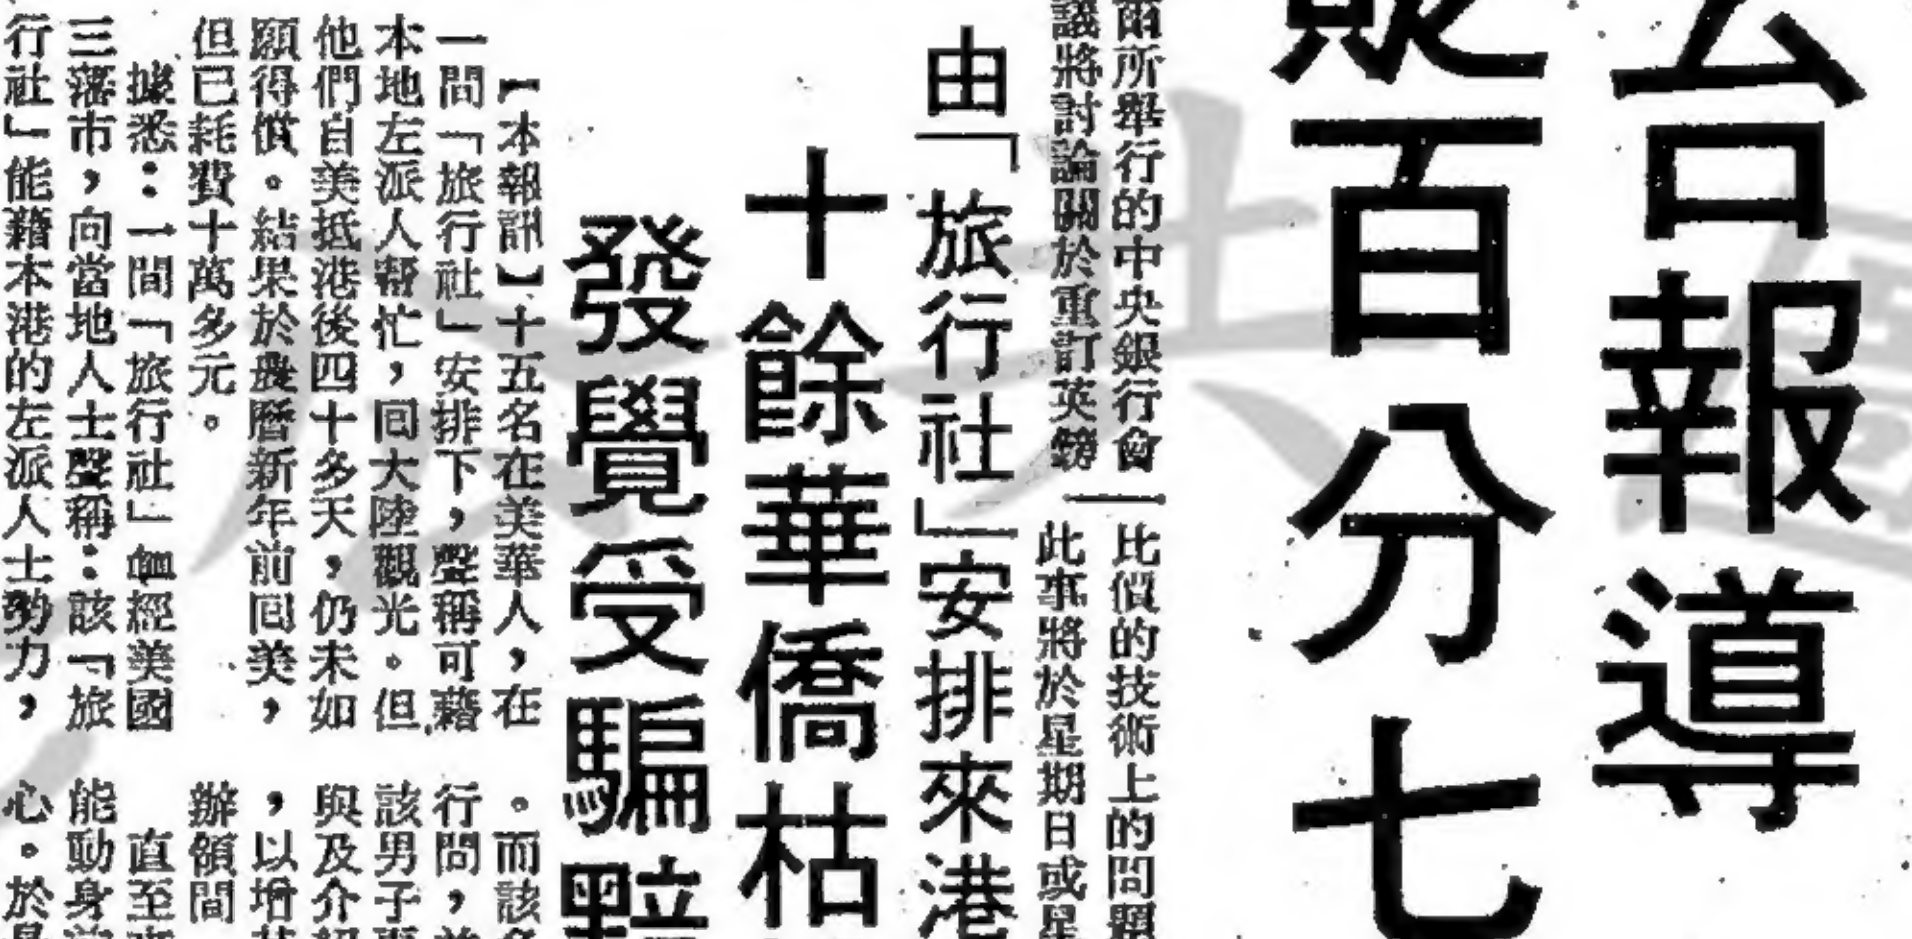 台報導
貶百分七
爾所舉行的中央銀行會
議將討論關於重訂英鎊
比價的技術上的問題
此事將於星期日或星
由「旅行社」安排來港
十餘華僑枯
發覺受騙黯
【本報訊】十五名在美華人,在
一間「旅行社」安排下,聲稱可藉
本地左派人幫忙,回大陸觀光。但
他們自美抵港後四十多天,仍未如
願得償。結果於農曆新年前回美,
但已耗費十萬多元。
據悉:一間「旅行社」經美國
三藩市,向當地人士聲稱:該「旅
行社」能藉本港的左派人士勢力,
。而該
行問,
該男子
與及介紹
,以增
辦領間
直至
能動身
心。於是